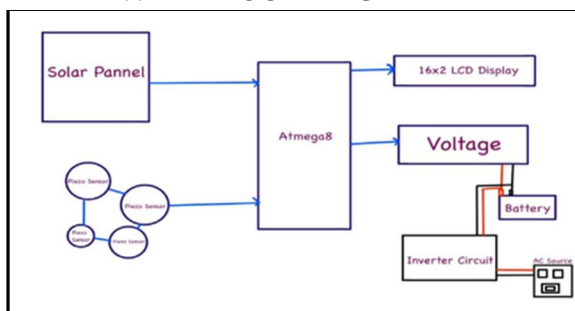 Solar Pannel
16x2 LCD Display
Atmega8
Voltage
Piezo Sensor
Piezo Sensor
Piezo
Sensor
Piezo Sensor
Battery
Inverter Circuit
AC Source